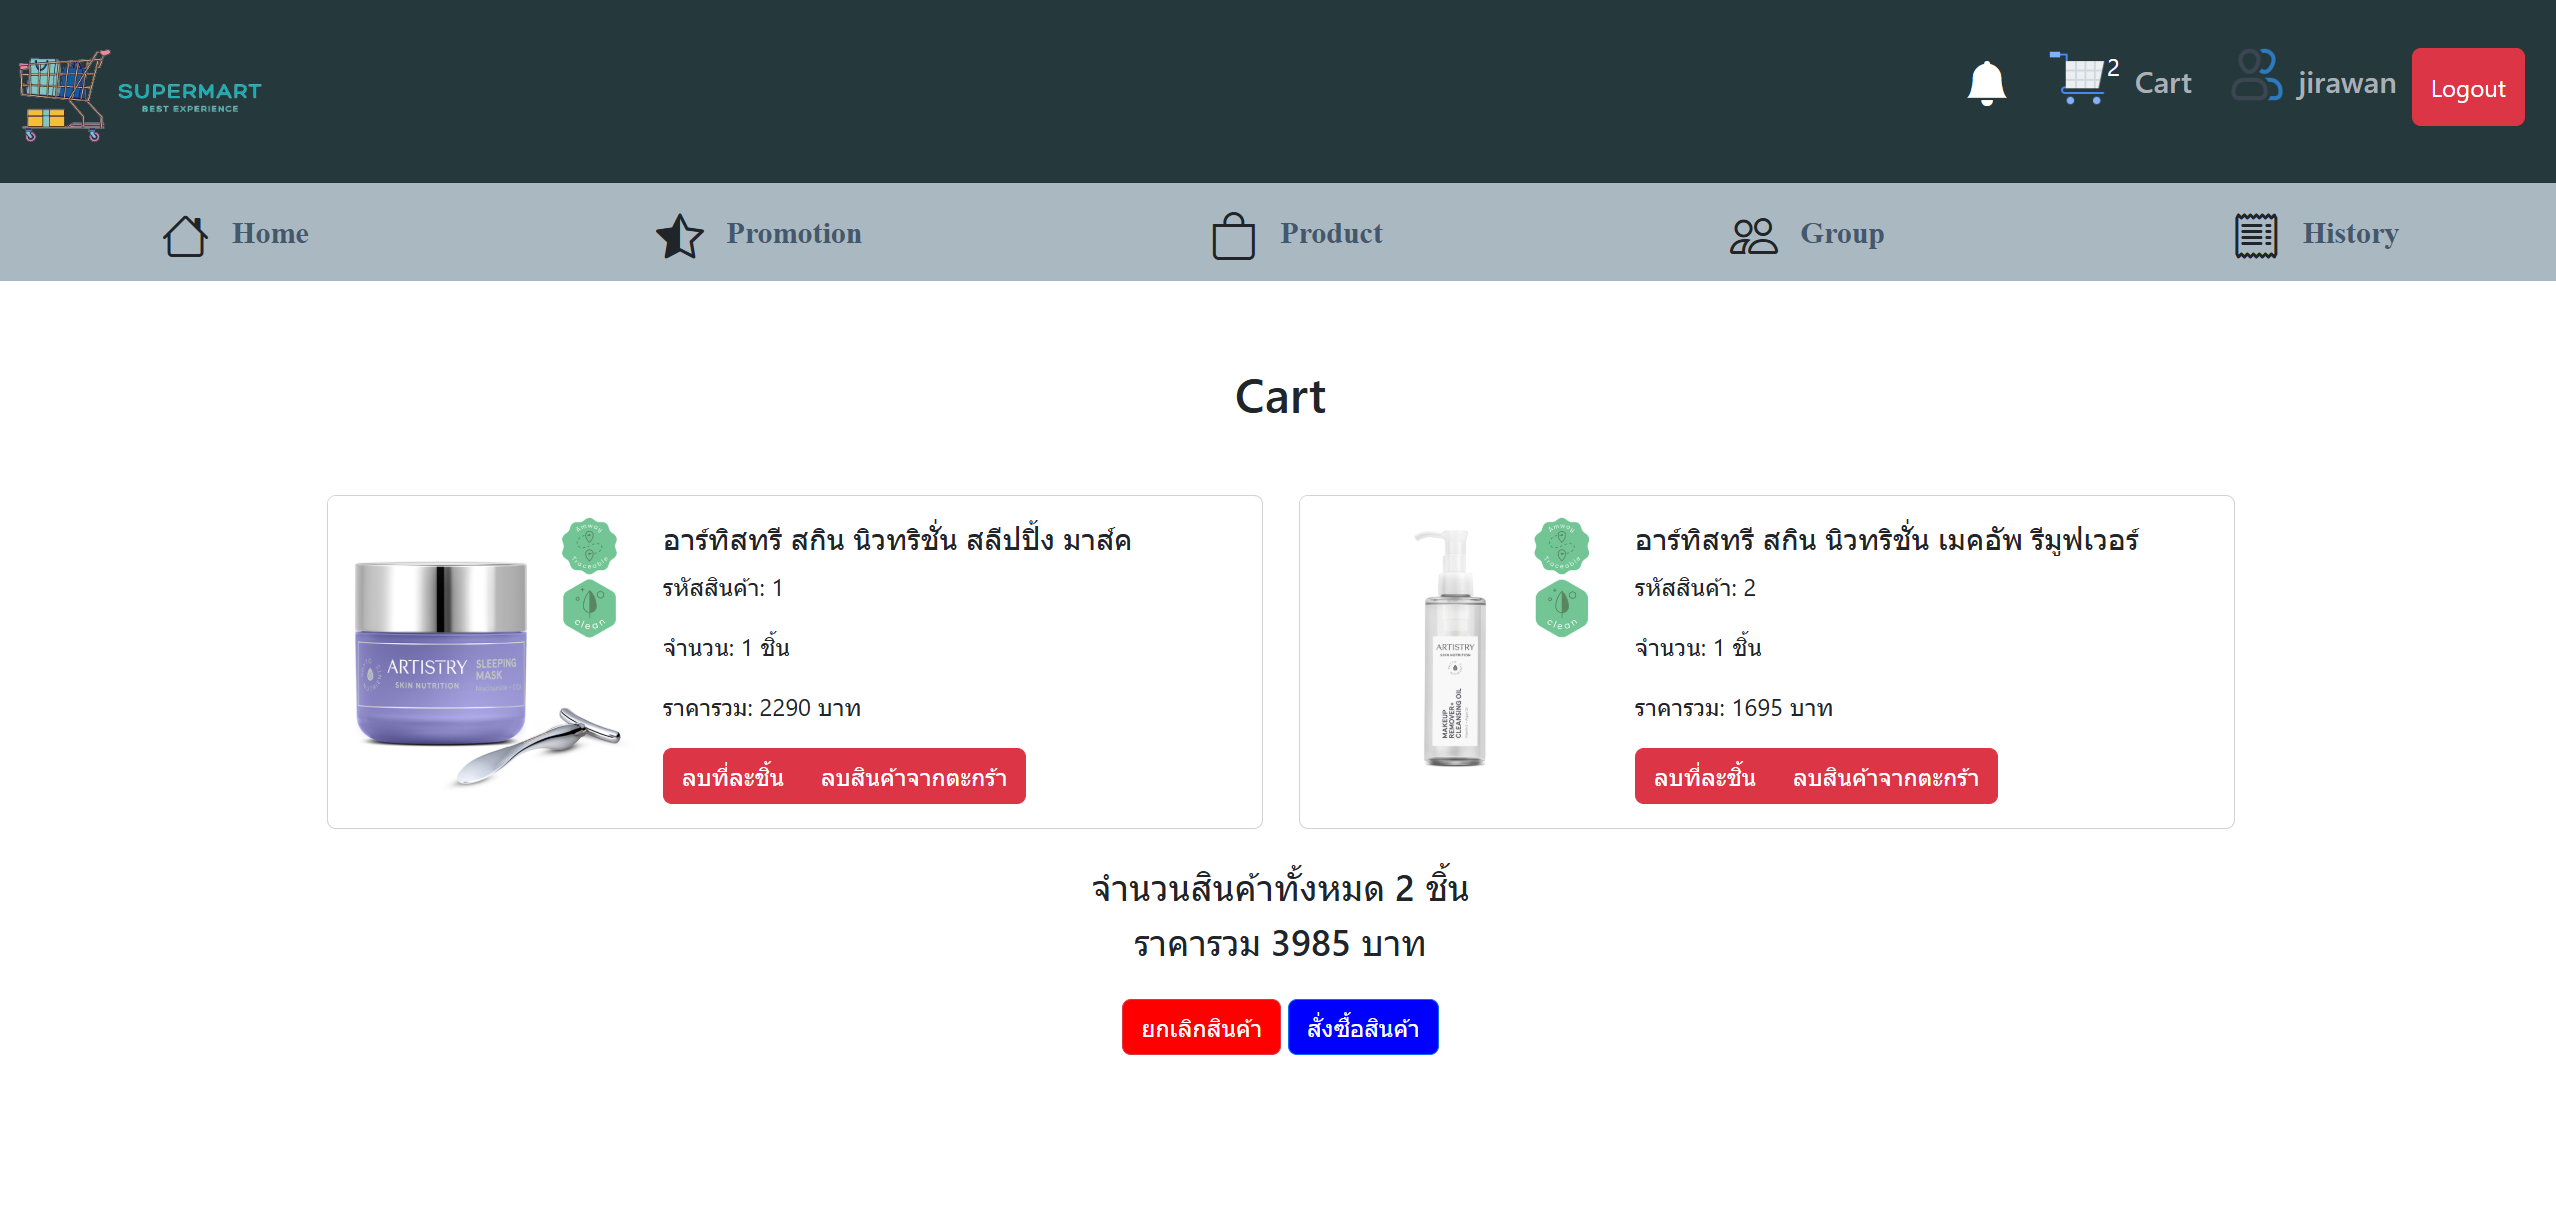 SUPERMART
BEST EXPERIENCE
2 Cart
jirawan
Logout
Home
Promotion
Product
Group
History
Cart
Amway
Traceable
clean
ARTISTRY
SKIN NUTRITION
SLEEPING
MASK
อาร์ทิสทรี สกิน นิวทริชั่น สลีปปิ้ง มาส์ค
รหัสสินค้า: 1
จำนวน: 1 ชิ้น
ราคารวม: 2290 บาท
ลบที่ละชิ้น
ลบสินค้าจากตะกร้า
Amway
Traceable
clean
ARTISTRY
SKIN NUTRITION
MAKEUP
REMOVER+
CLEANSING OIL
อาร์ทิสทรี สกิน นิวทริชั่น เมคอัพ รีมูฟเวอร์
รหัสสินค้า: 2
จำนวน: 1 ชิ้น
ราคารวม: 1695 บาท
ลบที่ละชิ้น
ลบสินค้าจากตะกร้า
จำนวนสินค้าทั้งหมด 2 ชิ้น
ราคารวม 3985 บาท
ยกเลิกสินค้า
สั่งซื้อสินค้า